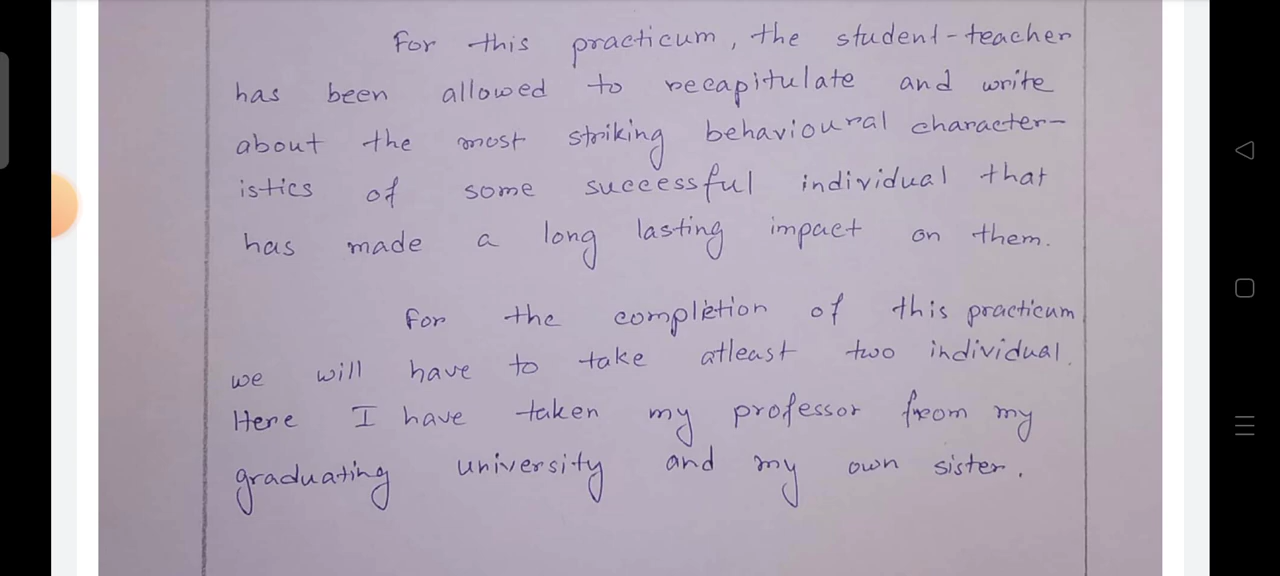 For this practicum, the student-teacher
has been allowed to recapitulate and write
about the most striking behavioural character-
istics of some successful individual that
has made a long lasting impact on them.
For the completion of this practicum
we will have to take atleast two individual.
Here I have taken my professor from my
graduating university and my own sister.